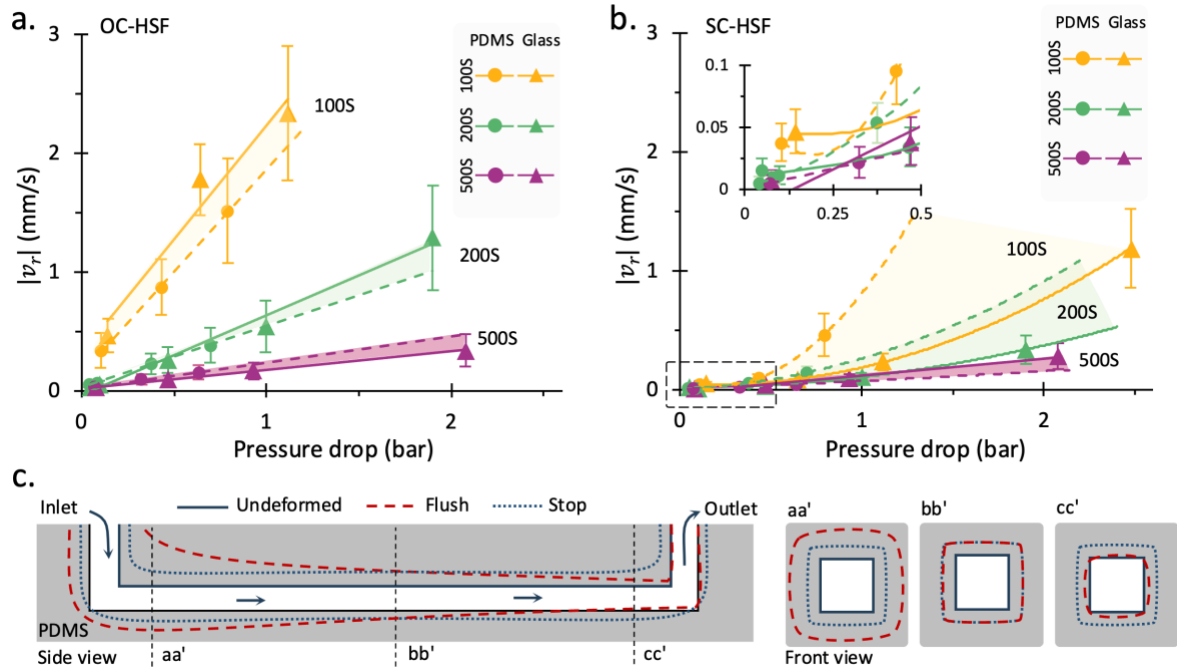 a.
OC-HSF
3
2
1
0
|v_r| (mm/s)
0
1
2
Pressure drop (bar)
PDMS Glass
100S
200S
500S
100S
200S
500S
b.
SC-HSF
3
2
1
0
|v_r| (mm/s)
0
1
2
Pressure drop (bar)
0.1
0.05
0
0
0.25
0.5
PDMS Glass
100S
200S
500S
100S
200S
500S
c.
Inlet
Undeformed
Flush
Stop
Outlet
PDMS
Side view
aa'
bb'
cc'
aa'
bb'
cc'
Front view